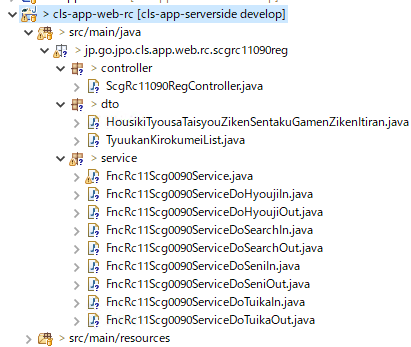 > cls-app-web-rc [cls-app-serverside develop]
> src/main/java
> jp.go.jpo.cls.app.web.rc.scgrc11090reg
> controller
> ScgRc11090RegController.java
> dto
HousikiTyousaTaisyouZikenSentakuGamenZikenItiran.java
TyuukanKirokumeiList.java
> service
FncRc11Scg0090Service.java
FncRc11Scg0090ServiceDoHyoujiIn.java
FncRc11Scg0090ServiceDoHyoujiOut.java
FncRc11Scg0090ServiceDoSearchIn.java
FncRc11Scg0090ServiceDoSearchOut.java
FncRc11Scg0090ServiceDoSeniIn.java
FncRc11Scg0090ServiceDoSeniOut.java
FncRc11Scg0090ServiceDoTuikaIn.java
FncRc11Scg0090ServiceDoTuikaOut.java
> src/main/resources